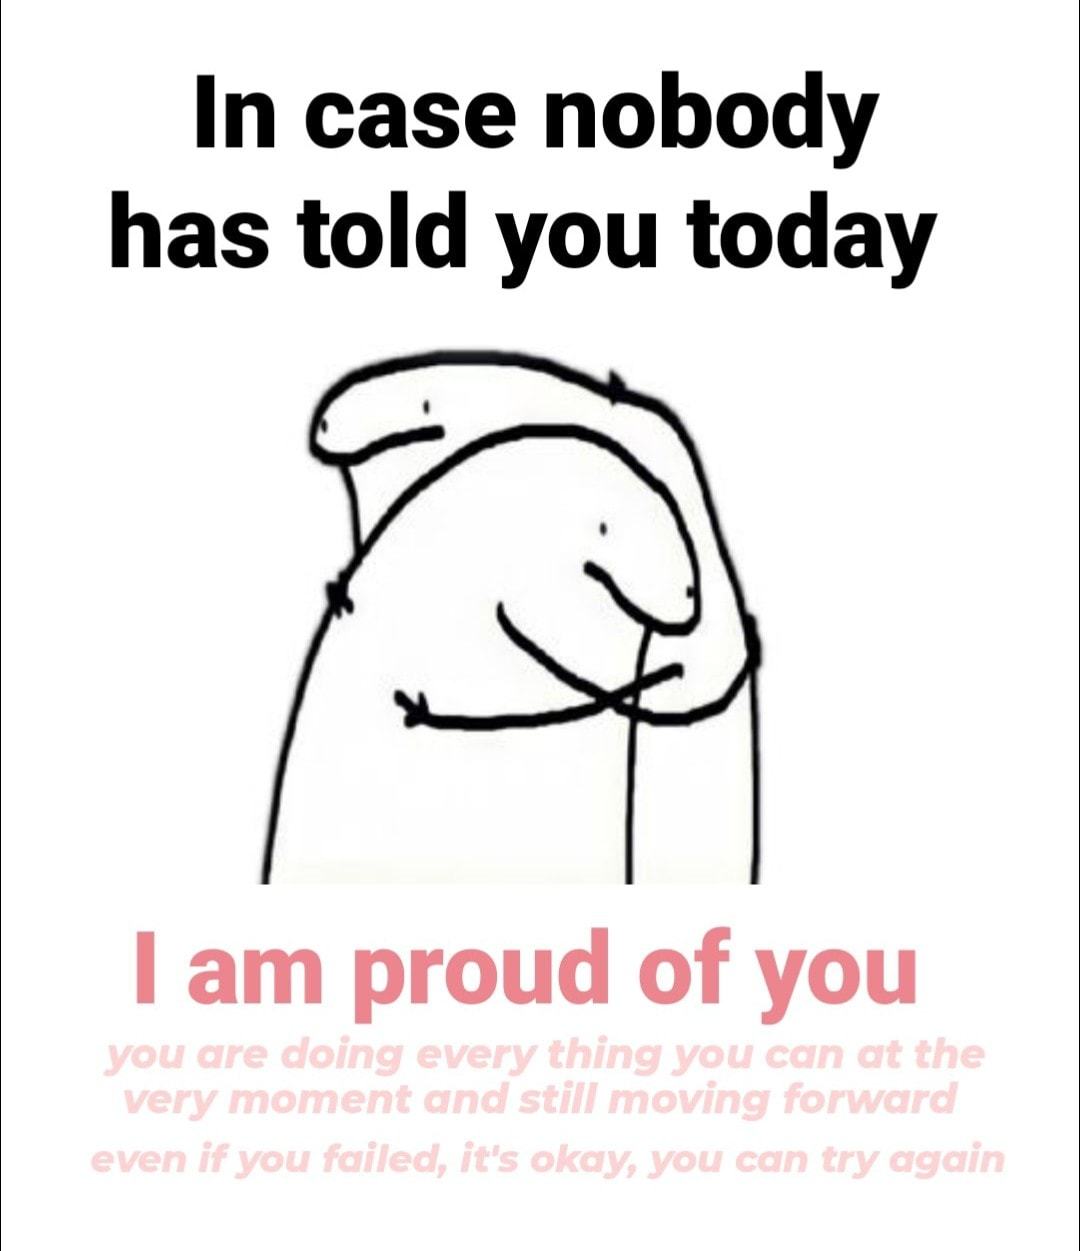 In case nobody
has told you today
I am proud of you
you are doing every thing you can at the
very moment and still moving forward
even if you failed, it's okay, you can try again